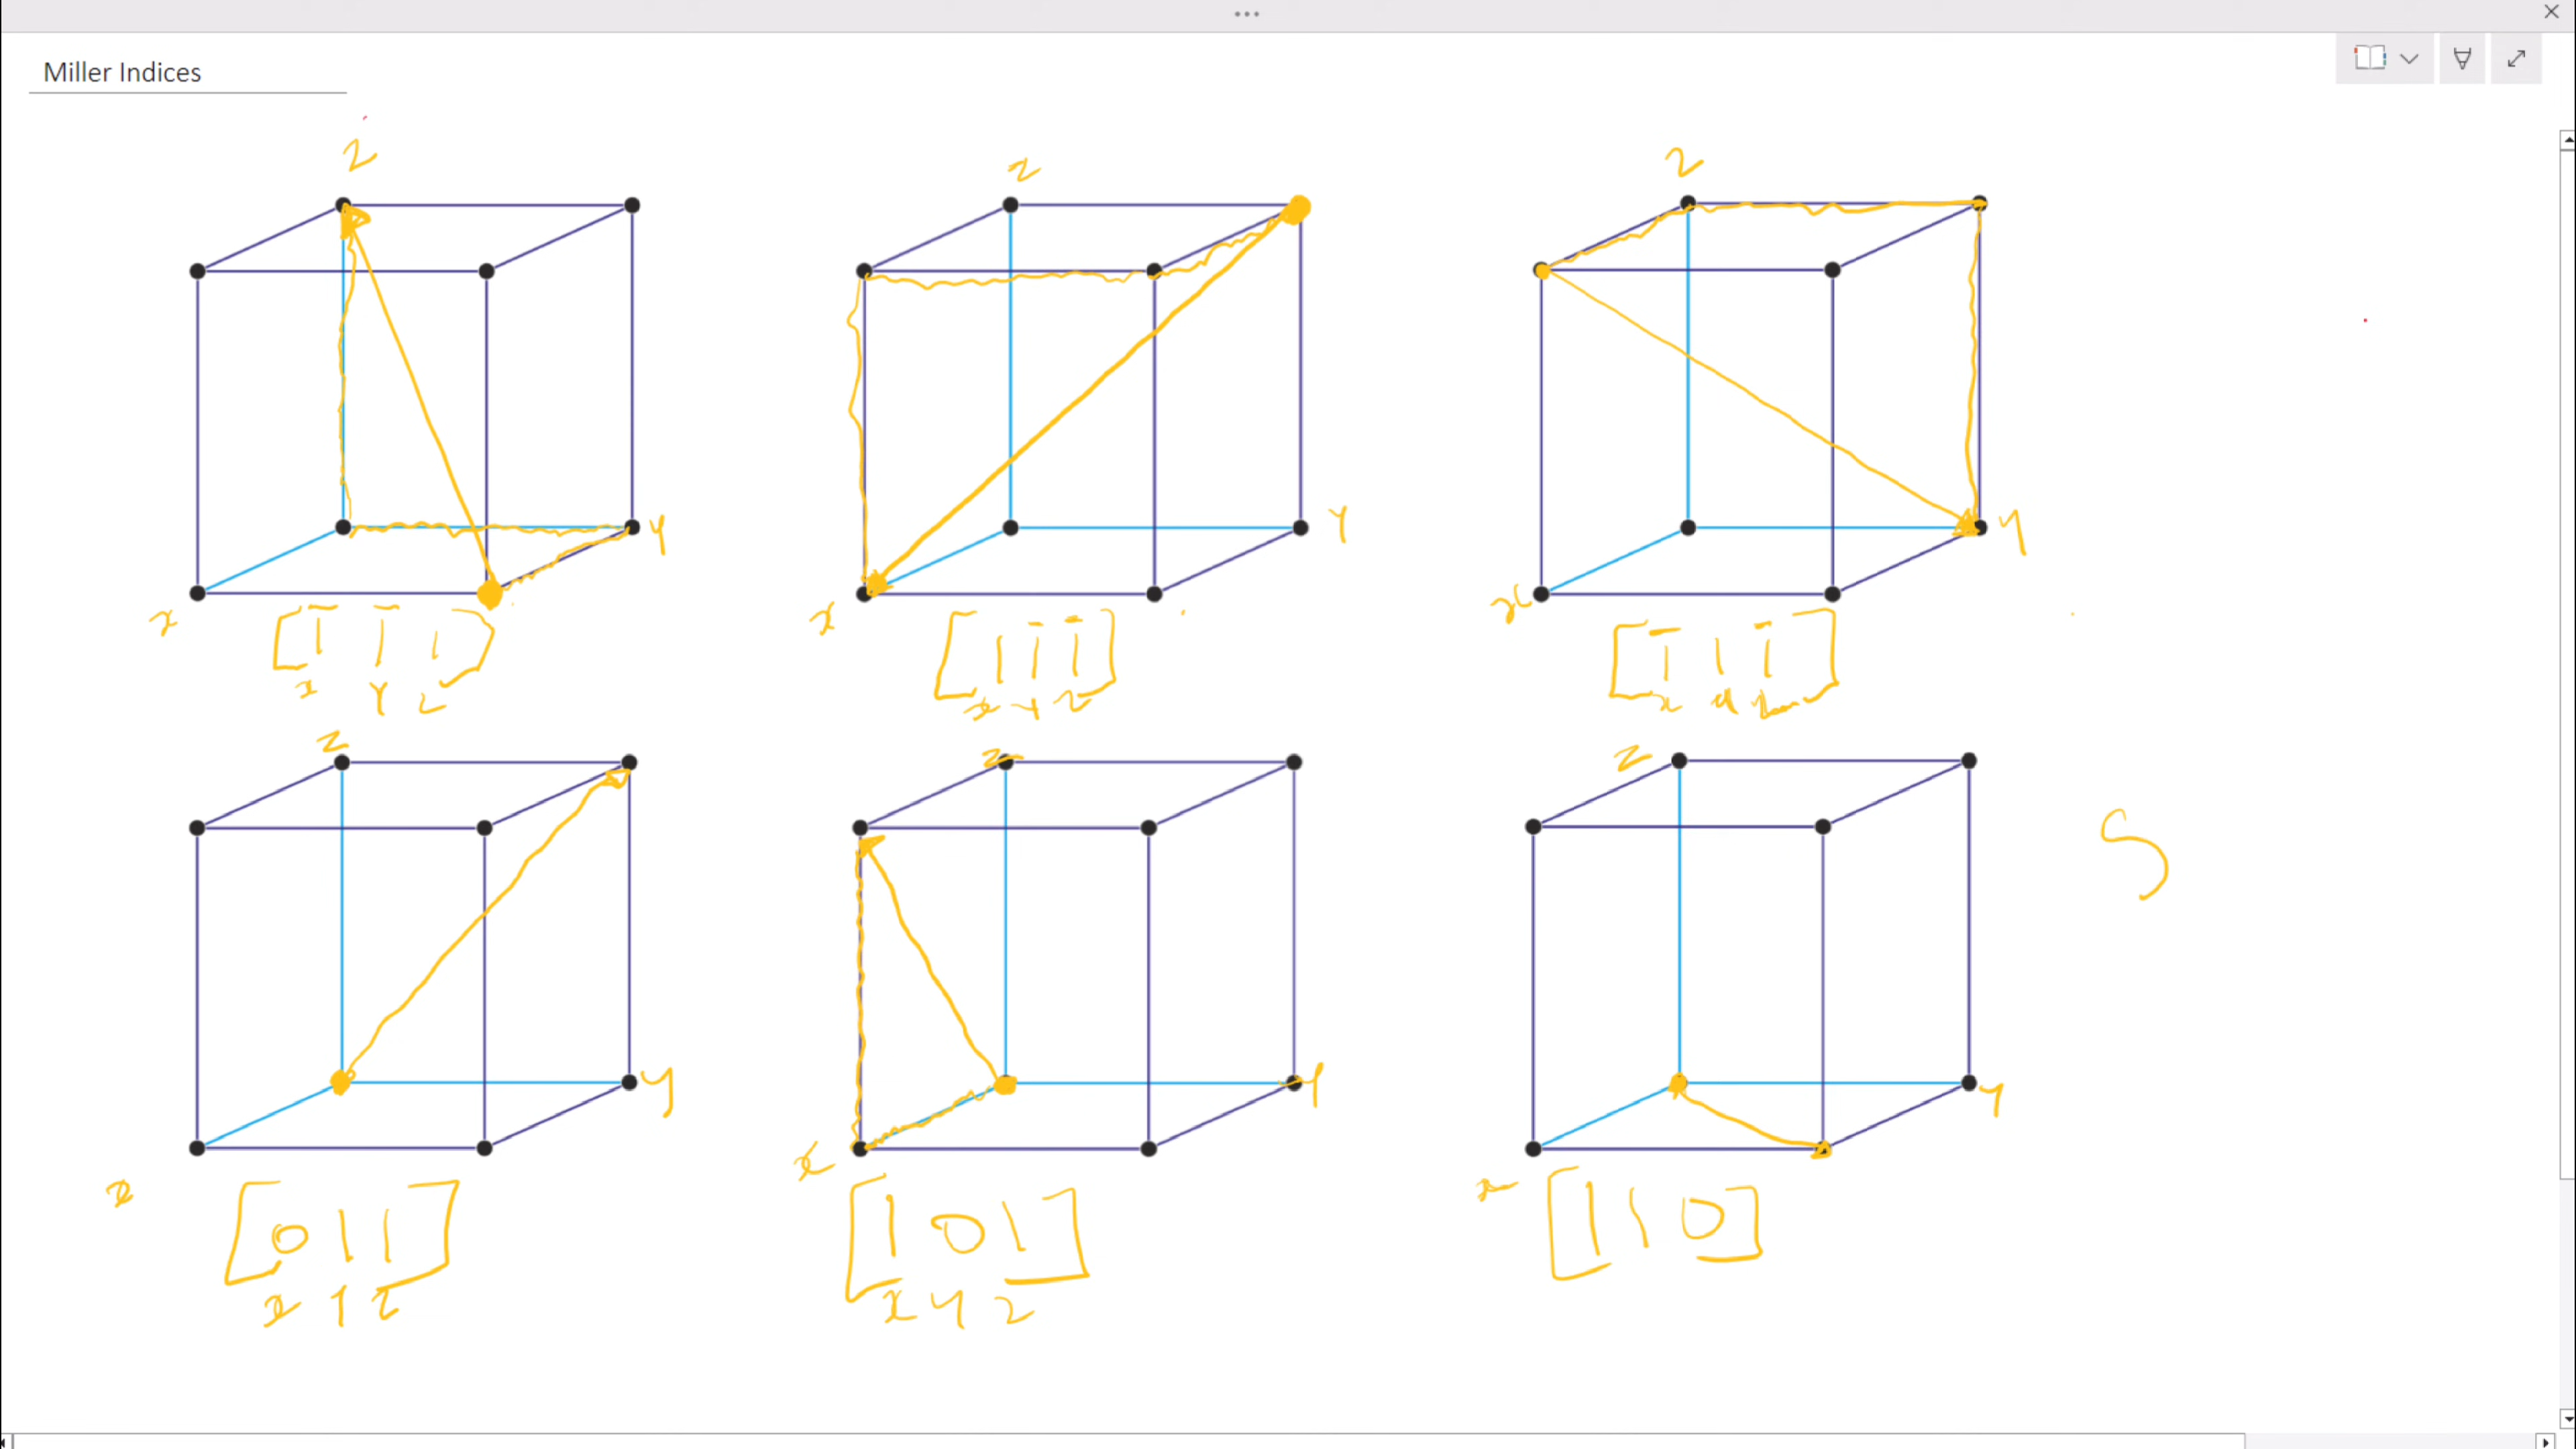 Miller Indices
z
z
z
Y
Y
y
x
x
x
[1̅ 1̅ 1]
[1 1̅ 1̅]
[1̅ 1 1̅]
x Y z
x Y z
x y z
z
z
z
y
Y
y
x
x
x
[0 1 1]
[1 0 1]
[1 1 0]
x Y z
x y z